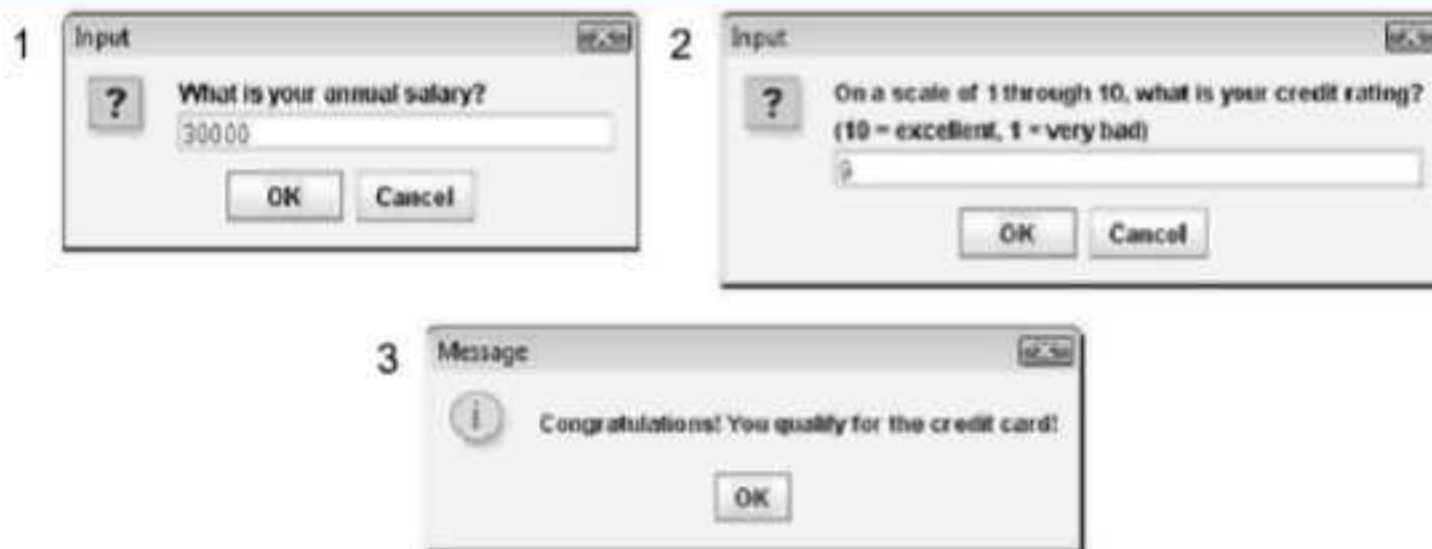 1
Input
What is your annual salary?
30000
OK Cancel
2
Input
On a scale of 1 through 10, what is your credit rating?
(10 = excellent, 1 = very bad)
9
OK Cancel
3
Message
Congratulations! You qualify for the credit card!
OK